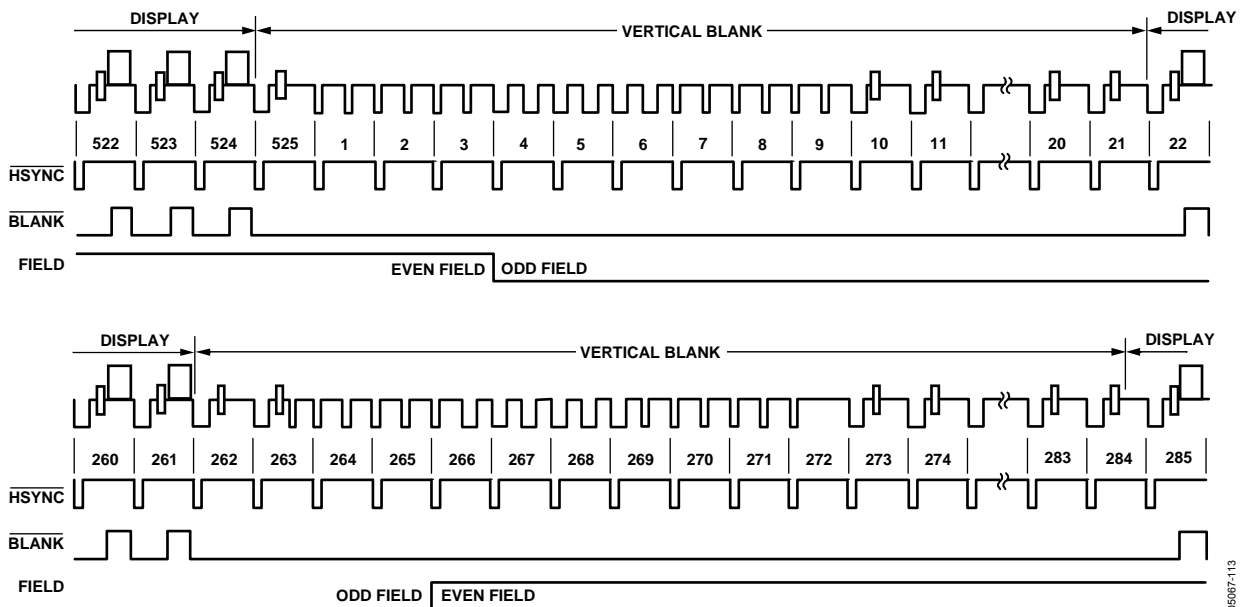 DISPLAY VERTICAL BLANK DISPLAY
522 523 524 525 1 2 3 4 5 6 7 8 9 10 11 20 21 22
HSYNC
BLANK
FIELD EVEN FIELD ODD FIELD
DISPLAY VERTICAL BLANK DISPLAY
260 261 262 263 264 265 266 267 268 269 270 271 272 273 274 283 284 285
HSYNC
BLANK
FIELD ODD FIELD EVEN FIELD
05067-113